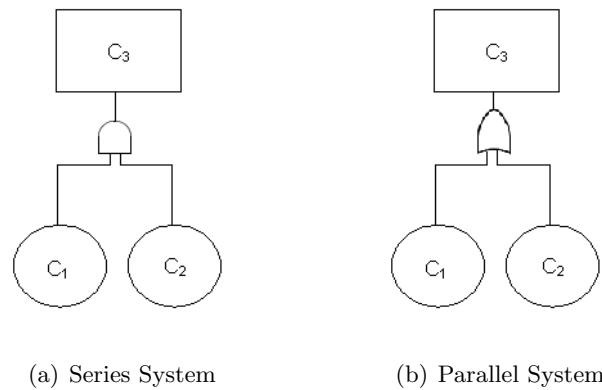 C3 C3
C1 C2 C1 C2
(a) Series System (b) Parallel System